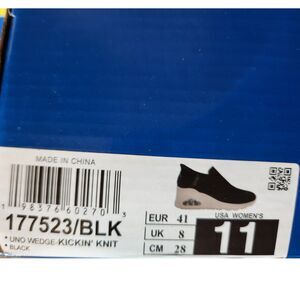 MADE IN CHINA
1 98376 60270 3
177523/BLK
• UNO WEDGE-KICKIN' KNIT
• BLACK
EUR 41
UK 8
CM 28
USA WOMEN'S
11